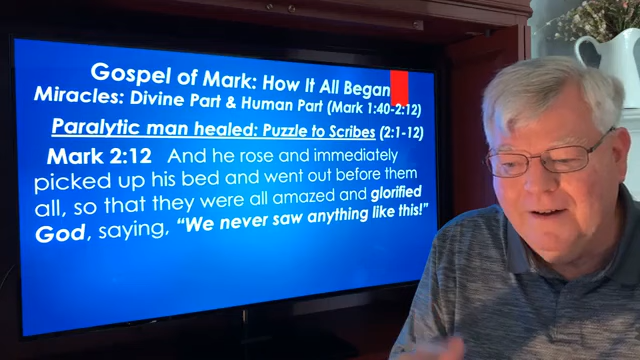 Gospel of Mark: How It All Began
Miracles: Divine Part & Human Part (Mark 1:40-2:12)
Paralytic man healed: Puzzle to Scribes (2:1-12)
Mark 2:12 And he rose and immediately
picked up his bed and went out before them
all, so that they were all amazed and glorified
God, saying, "We never saw anything like this!"